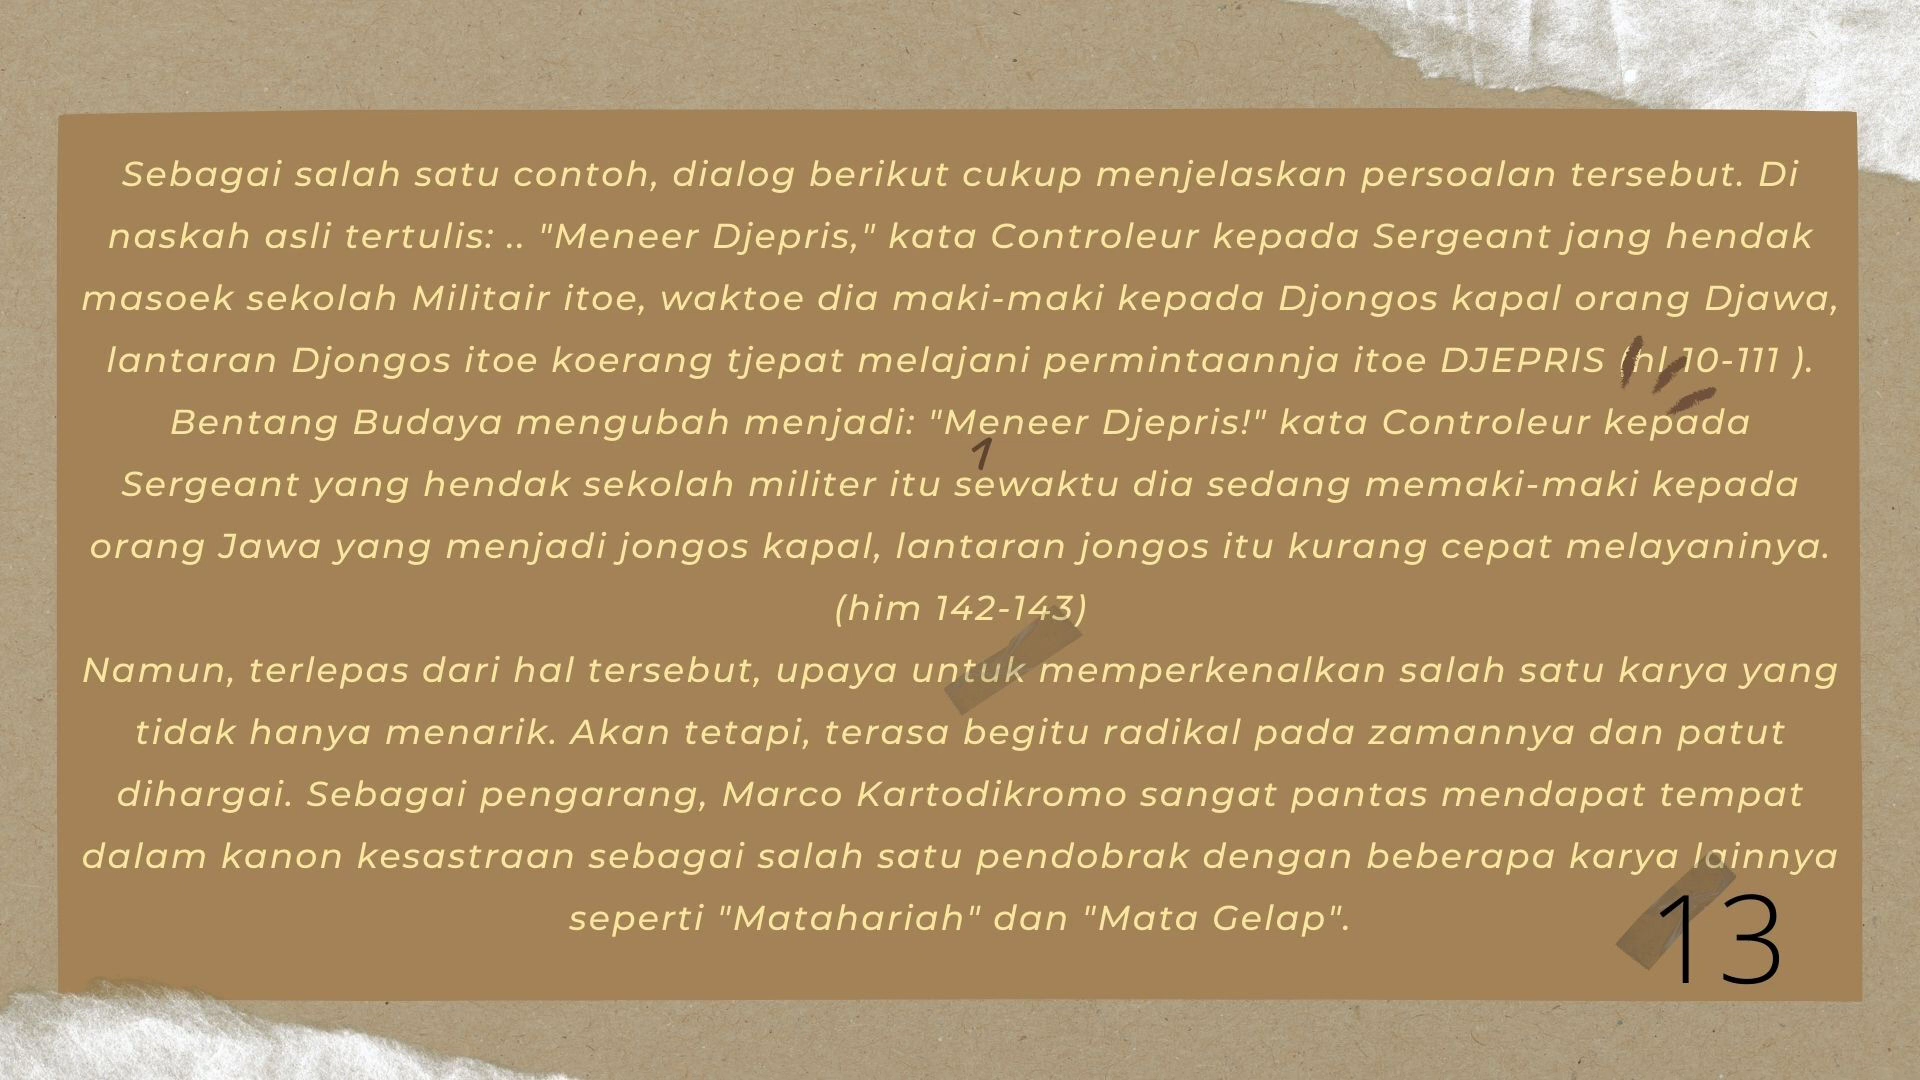 Sebagai salah satu contoh, dialog berikut cukup menjelaskan persoalan tersebut. Di
naskah asli tertulis: .. "Meneer Djepris," kata Controleur kepada Sergeant jang hendak
masoek sekolah Militair itoe, waktoe dia maki-maki kepada Djongos kapal orang Djawa,
lantaran Djongos itoe koerang tjepat melajani permintaannja itoe DJEPRIS (hl 10-111 ).
Bentang Budaya mengubah menjadi: "Meneer Djepris!" kata Controleur kepada
Sergeant yang hendak sekolah militer itu sewaktu dia sedang memaki-maki kepada
orang Jawa yang menjadi jongos kapal, lantaran jongos itu kurang cepat melayaninya.
(him 142-143)
Namun, terlepas dari hal tersebut, upaya untuk memperkenalkan salah satu karya yang
tidak hanya menarik. Akan tetapi, terasa begitu radikal pada zamannya dan patut
dihargai. Sebagai pengarang, Marco Kartodikromo sangat pantas mendapat tempat
dalam kanon kesastraan sebagai salah satu pendobrak dengan beberapa karya lainnya
seperti "Matahariah" dan "Mata Gelap".
13